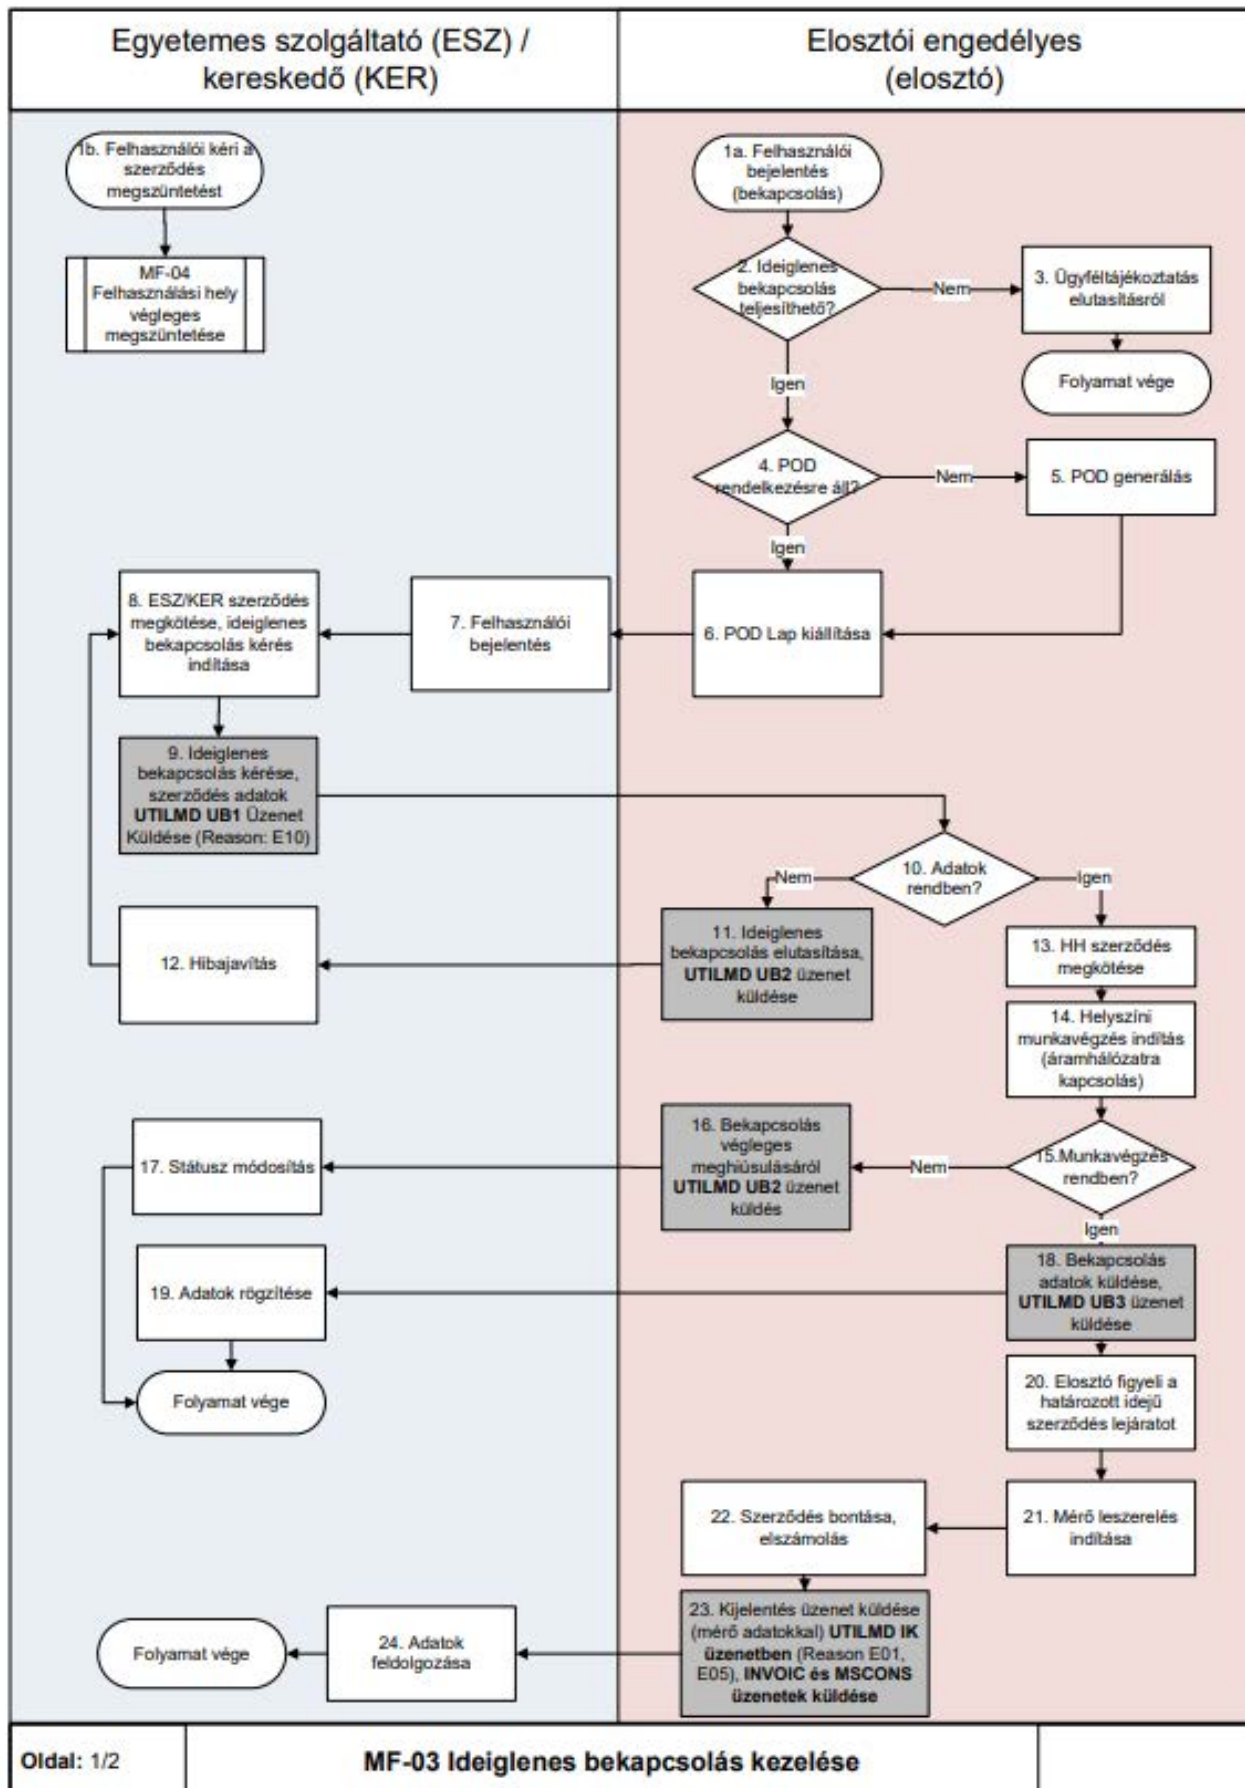 Egyetemes szolgáltató (ESZ) /
kereskedő (KER)
Elosztói engedélyes
(elosztó)
1b. Felhasználói kéri a
szerződés
megszüntetést
MF-04
Felhasználási hely
végleges
megszüntetése
1a. Felhasználói
bejelentés
(bekapcsolás)
2. Ideiglenes
bekapcsolás
teljesíthető?
Nem
3. Ügyféltájékoztatás
elutasításról
Folyamat vége
Igen
4. POD
rendelkezésre áll?
Nem
5. POD generálás
Igen
6. POD Lap kiállítása
7. Felhasználói
bejelentés
8. ESZ/KER szerződés
megkötése, ideiglenes
bekapcsolás kérés
indítása
9. Ideiglenes
bekapcsolás kérése,
szerződés adatok
UTILMD UB1 Üzenet
Küldése (Reason: E10)
10. Adatok
rendben?
Nem
Igen
11. Ideiglenes
bekapcsolás elutasítása,
UTILMD UB2 üzenet
küldése
12. Hibajavítás
13. HH szerződés
megkötése
14. Helyszíni
munkavégzés indítás
(áramhálózatra
kapcsolás)
15.Munkavégzés
rendben?
Nem
Igen
16. Bekapcsolás
végleges
meghiúsulásáról
UTILMD UB2 üzenet
küldés
17. Státusz módosítás
18. Bekapcsolás
adatok küldése,
UTILMD UB3 üzenet
küldése
19. Adatok rögzítése
Folyamat vége
20. Elosztó figyeli a
határozott idejű
szerződés lejáratot
21. Mérő leszerelés
indítása
22. Szerződés bontása,
elszámolás
23. Kijelentés üzenet küldése
(mérő adatokkal) UTILMD IK
üzenetben (Reason E01,
E05), INVOIC és MSCONS
üzenetek küldése
24. Adatok
feldolgozása
Folyamat vége
Oldal: 1/2
MF-03 Ideiglenes bekapcsolás kezelése